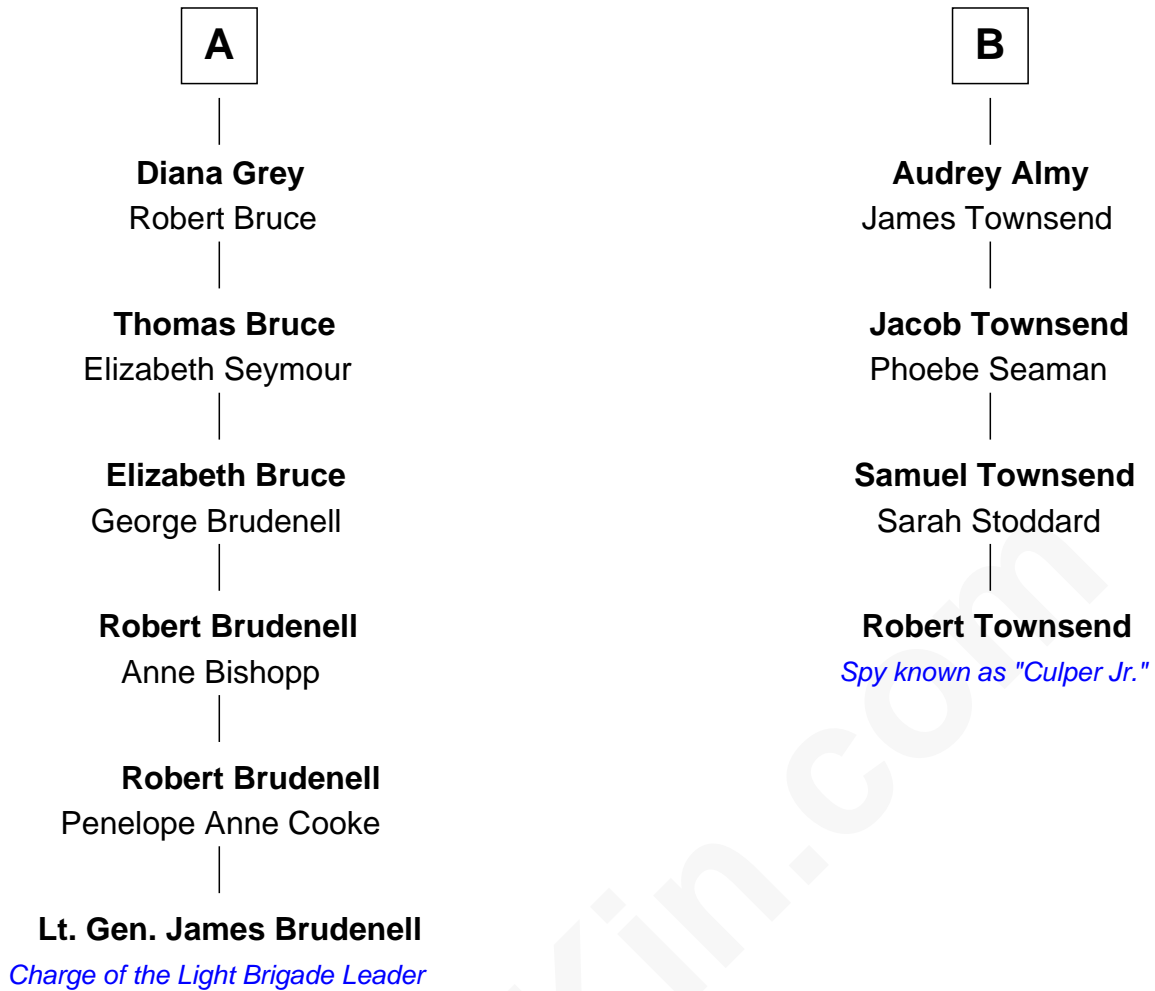 A
Diana Grey
Robert Bruce
Thomas Bruce
Elizabeth Seymour
Elizabeth Bruce
George Brudenell
Robert Brudenell
Anne Bishopp
Robert Brudenell
Penelope Anne Cooke
Lt. Gen. James Brudenell
Charge of the Light Brigade Leader
B
Audrey Almy
James Townsend
Jacob Townsend
Phoebe Seaman
Samuel Townsend
Sarah Stoddard
Robert Townsend
Spy known as "Culper Jr."
Kin.com